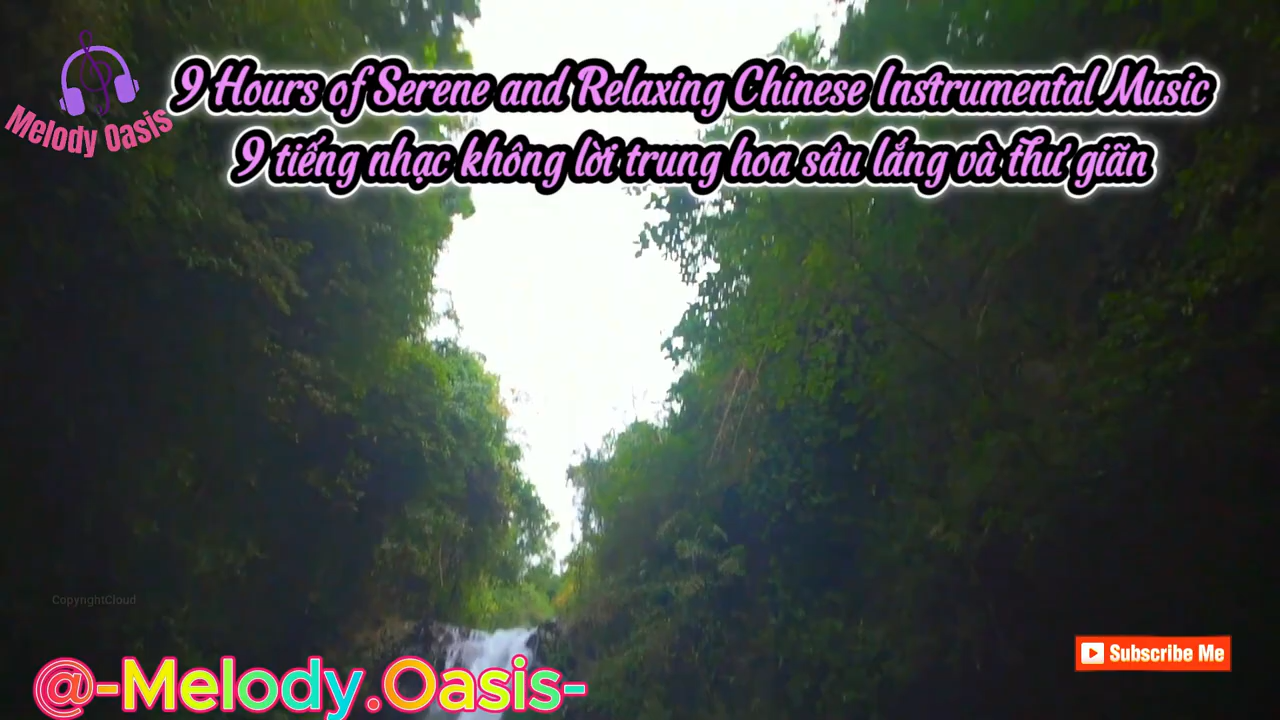 Melody Oasis
9 Hours of Serene and Relaxing Chinese Instrumental Music
9 tiếng nhạc không lời trung hoa sâu lắng và thư giãn
CopyrightCloud
@-Melody.Oasis-
Subscribe Me